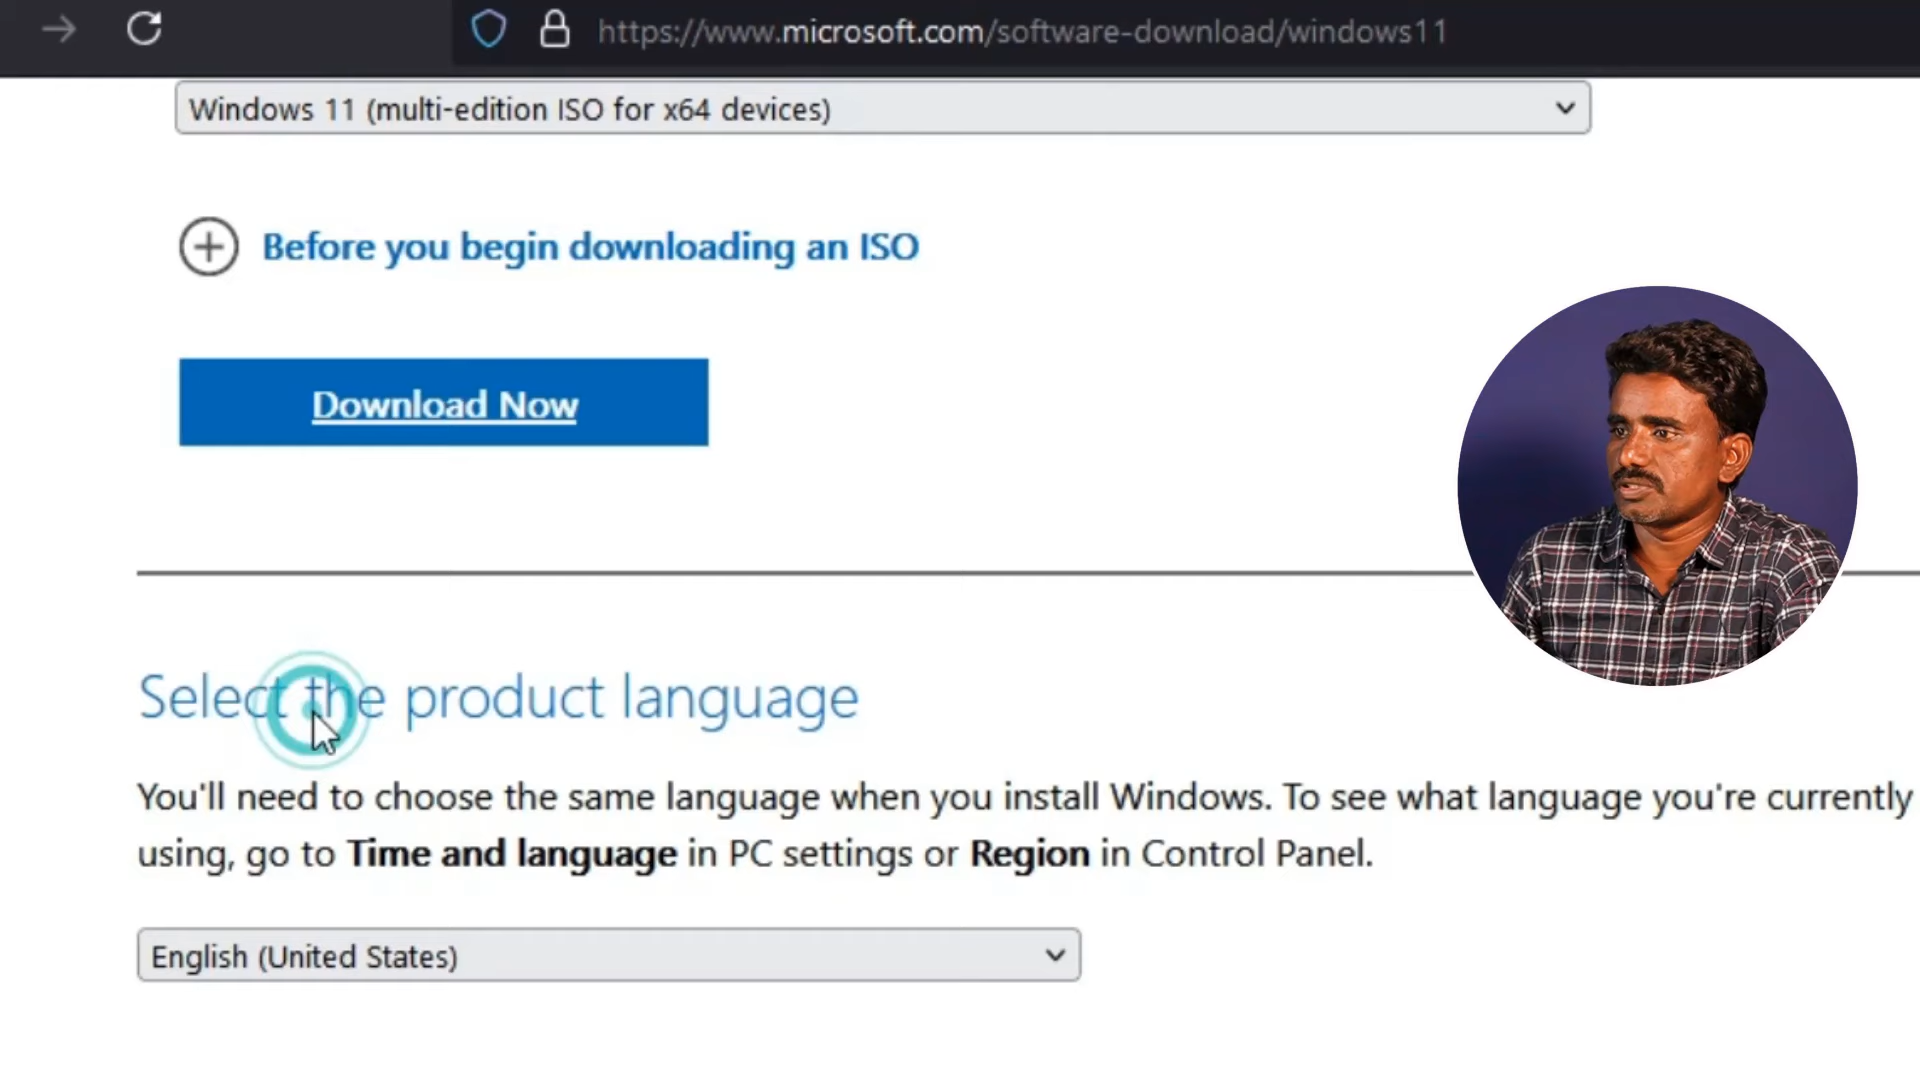 https://www.microsoft.com/software-download/windows11
Windows 11 (multi-edition ISO for x64 devices)
Before you begin downloading an ISO
Download Now
Select the product language
You'll need to choose the same language when you install Windows. To see what language you're currently
using, go to Time and language in PC settings or Region in Control Panel.
English (United States)